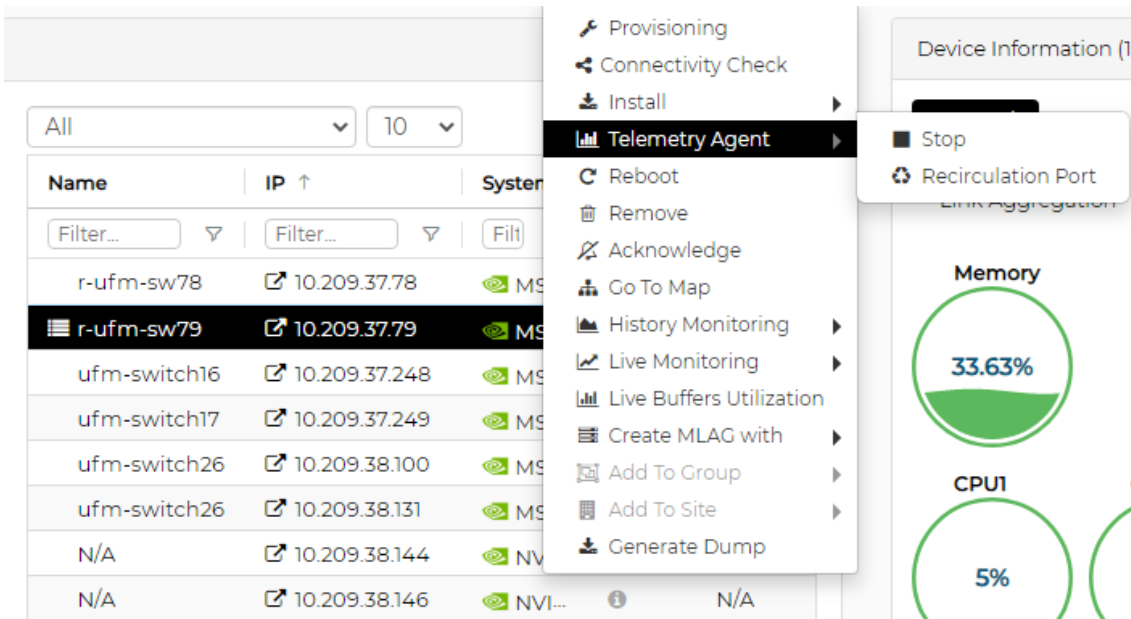 Provisioning
Connectivity Check
Install
Telemetry Agent
Reboot
Remove
Acknowledge
Go To Map
History Monitoring
Live Monitoring
Live Buffers Utilization
Create MLAG with
Add To Group
Add To Site
Generate Dump
Stop
Recirculation Port
Device Information (1
Link Aggregation
All 10
Name IP ↑ System
Filter... Filter... Filt
r-ufm-sw78 10.209.37.78 MS
r-ufm-sw79 10.209.37.79 MS
ufm-switch16 10.209.37.248 MS
ufm-switch17 10.209.37.249 MS
ufm-switch26 10.209.38.100 MS
ufm-switch26 10.209.38.131 MS
N/A 10.209.38.144 NV
N/A 10.209.38.146 NVI... N/A
Memory
33.63%
CPU1
5%